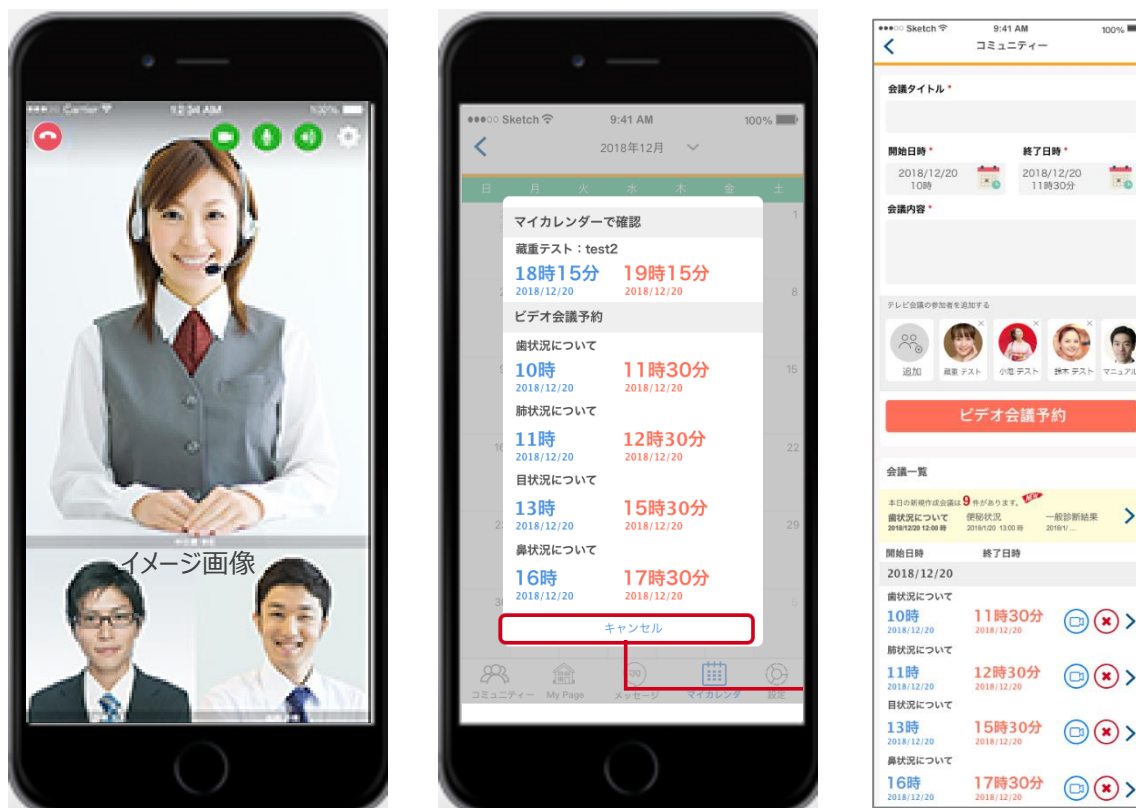 Carrier
12:34 AM
100%
イメージ画像
Sketch
9:41 AM
100%
2018年12月
日 月 火 水 木 金 土
1
マイカレンダーで確認
蔵重テスト：test2
18時15分 19時15分
2018/12/20 2018/12/20
8
ビデオ会議予約
歯状況について
10時 11時30分
2018/12/20 2018/12/20
15
肺状況について
11時 12時30分
2018/12/20 2018/12/20
16
22
目状況について
13時 15時30分
2018/12/20 2018/12/20
29
鼻状況について
16時 17時30分
2018/12/20 2018/12/20
キャンセル
コミュニティー My Page メッセージ マイカレンダ 設定
Sketch 9:41 AM 100%
コミュニティー
会議タイトル *
開始日時 * 終了日時 *
2018/12/20 2018/12/20
10時 11時30分
会議内容 *
テレビ会議の参加者を追加する
追加 蔵重 テスト 小池 テスト 鈴木 テスト マニュアル
ビデオ会議予約
会議一覧
本日の新規作成会議は9件があります。 NEW
歯状況について 便秘状況 一般診断結果
2018/12/20 12:00 時 2019/1/20 13:00 時 2019/1/ ...
開始日時 終了日時
2018/12/20
歯状況について
10時 11時30分
2018/12/20 2018/12/20
肺状況について
11時 12時30分
2018/12/20 2018/12/20
目状況について
13時 15時30分
2018/12/20 2018/12/20
鼻状況について
16時 17時30分
2018/12/20 2018/12/20